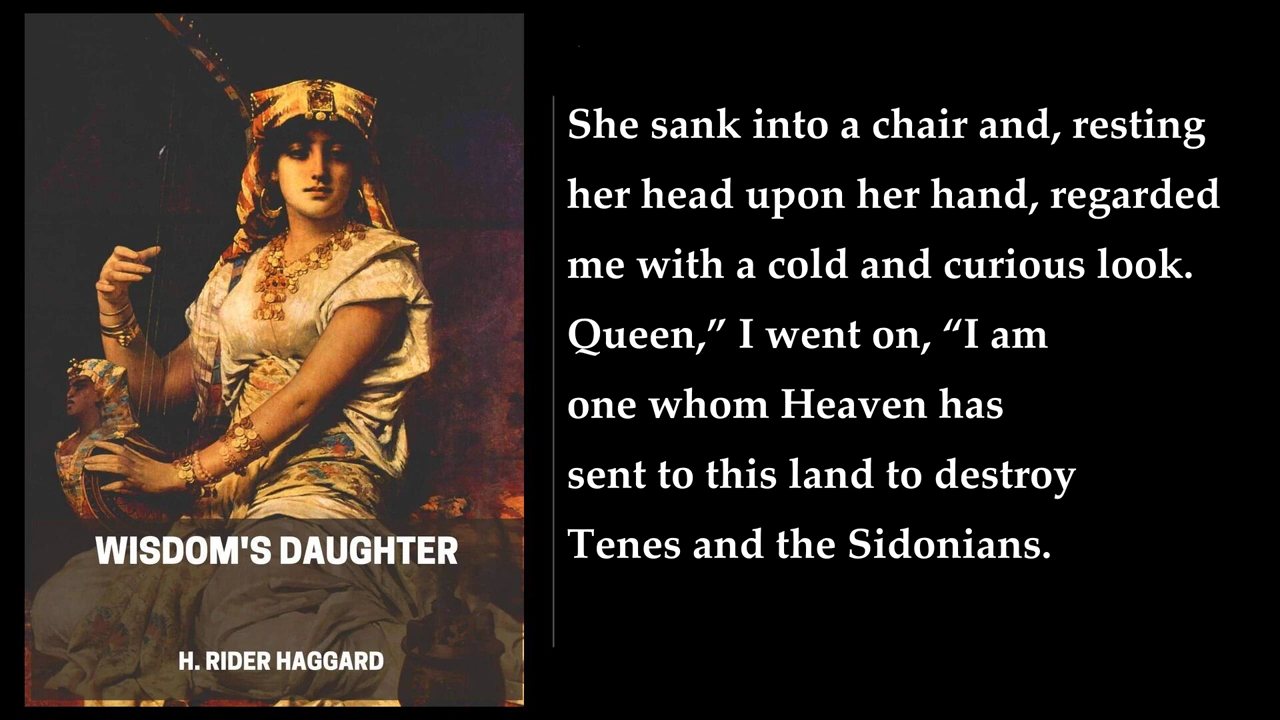 WISDOM'S DAUGHTER
H. RIDER HAGGARD
She sank into a chair and, resting
her head upon her hand, regarded
me with a cold and curious look.
Queen,” I went on, “I am
one whom Heaven has
sent to this land to destroy
Tenes and the Sidonians.